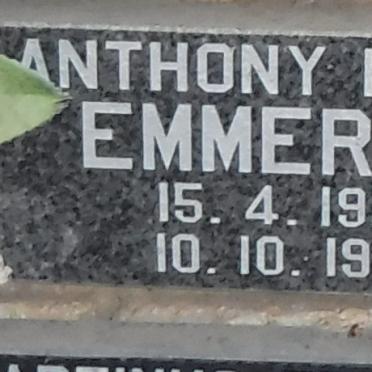 ANTHONY
EMMER
15. 4. 19
10. 10. 19